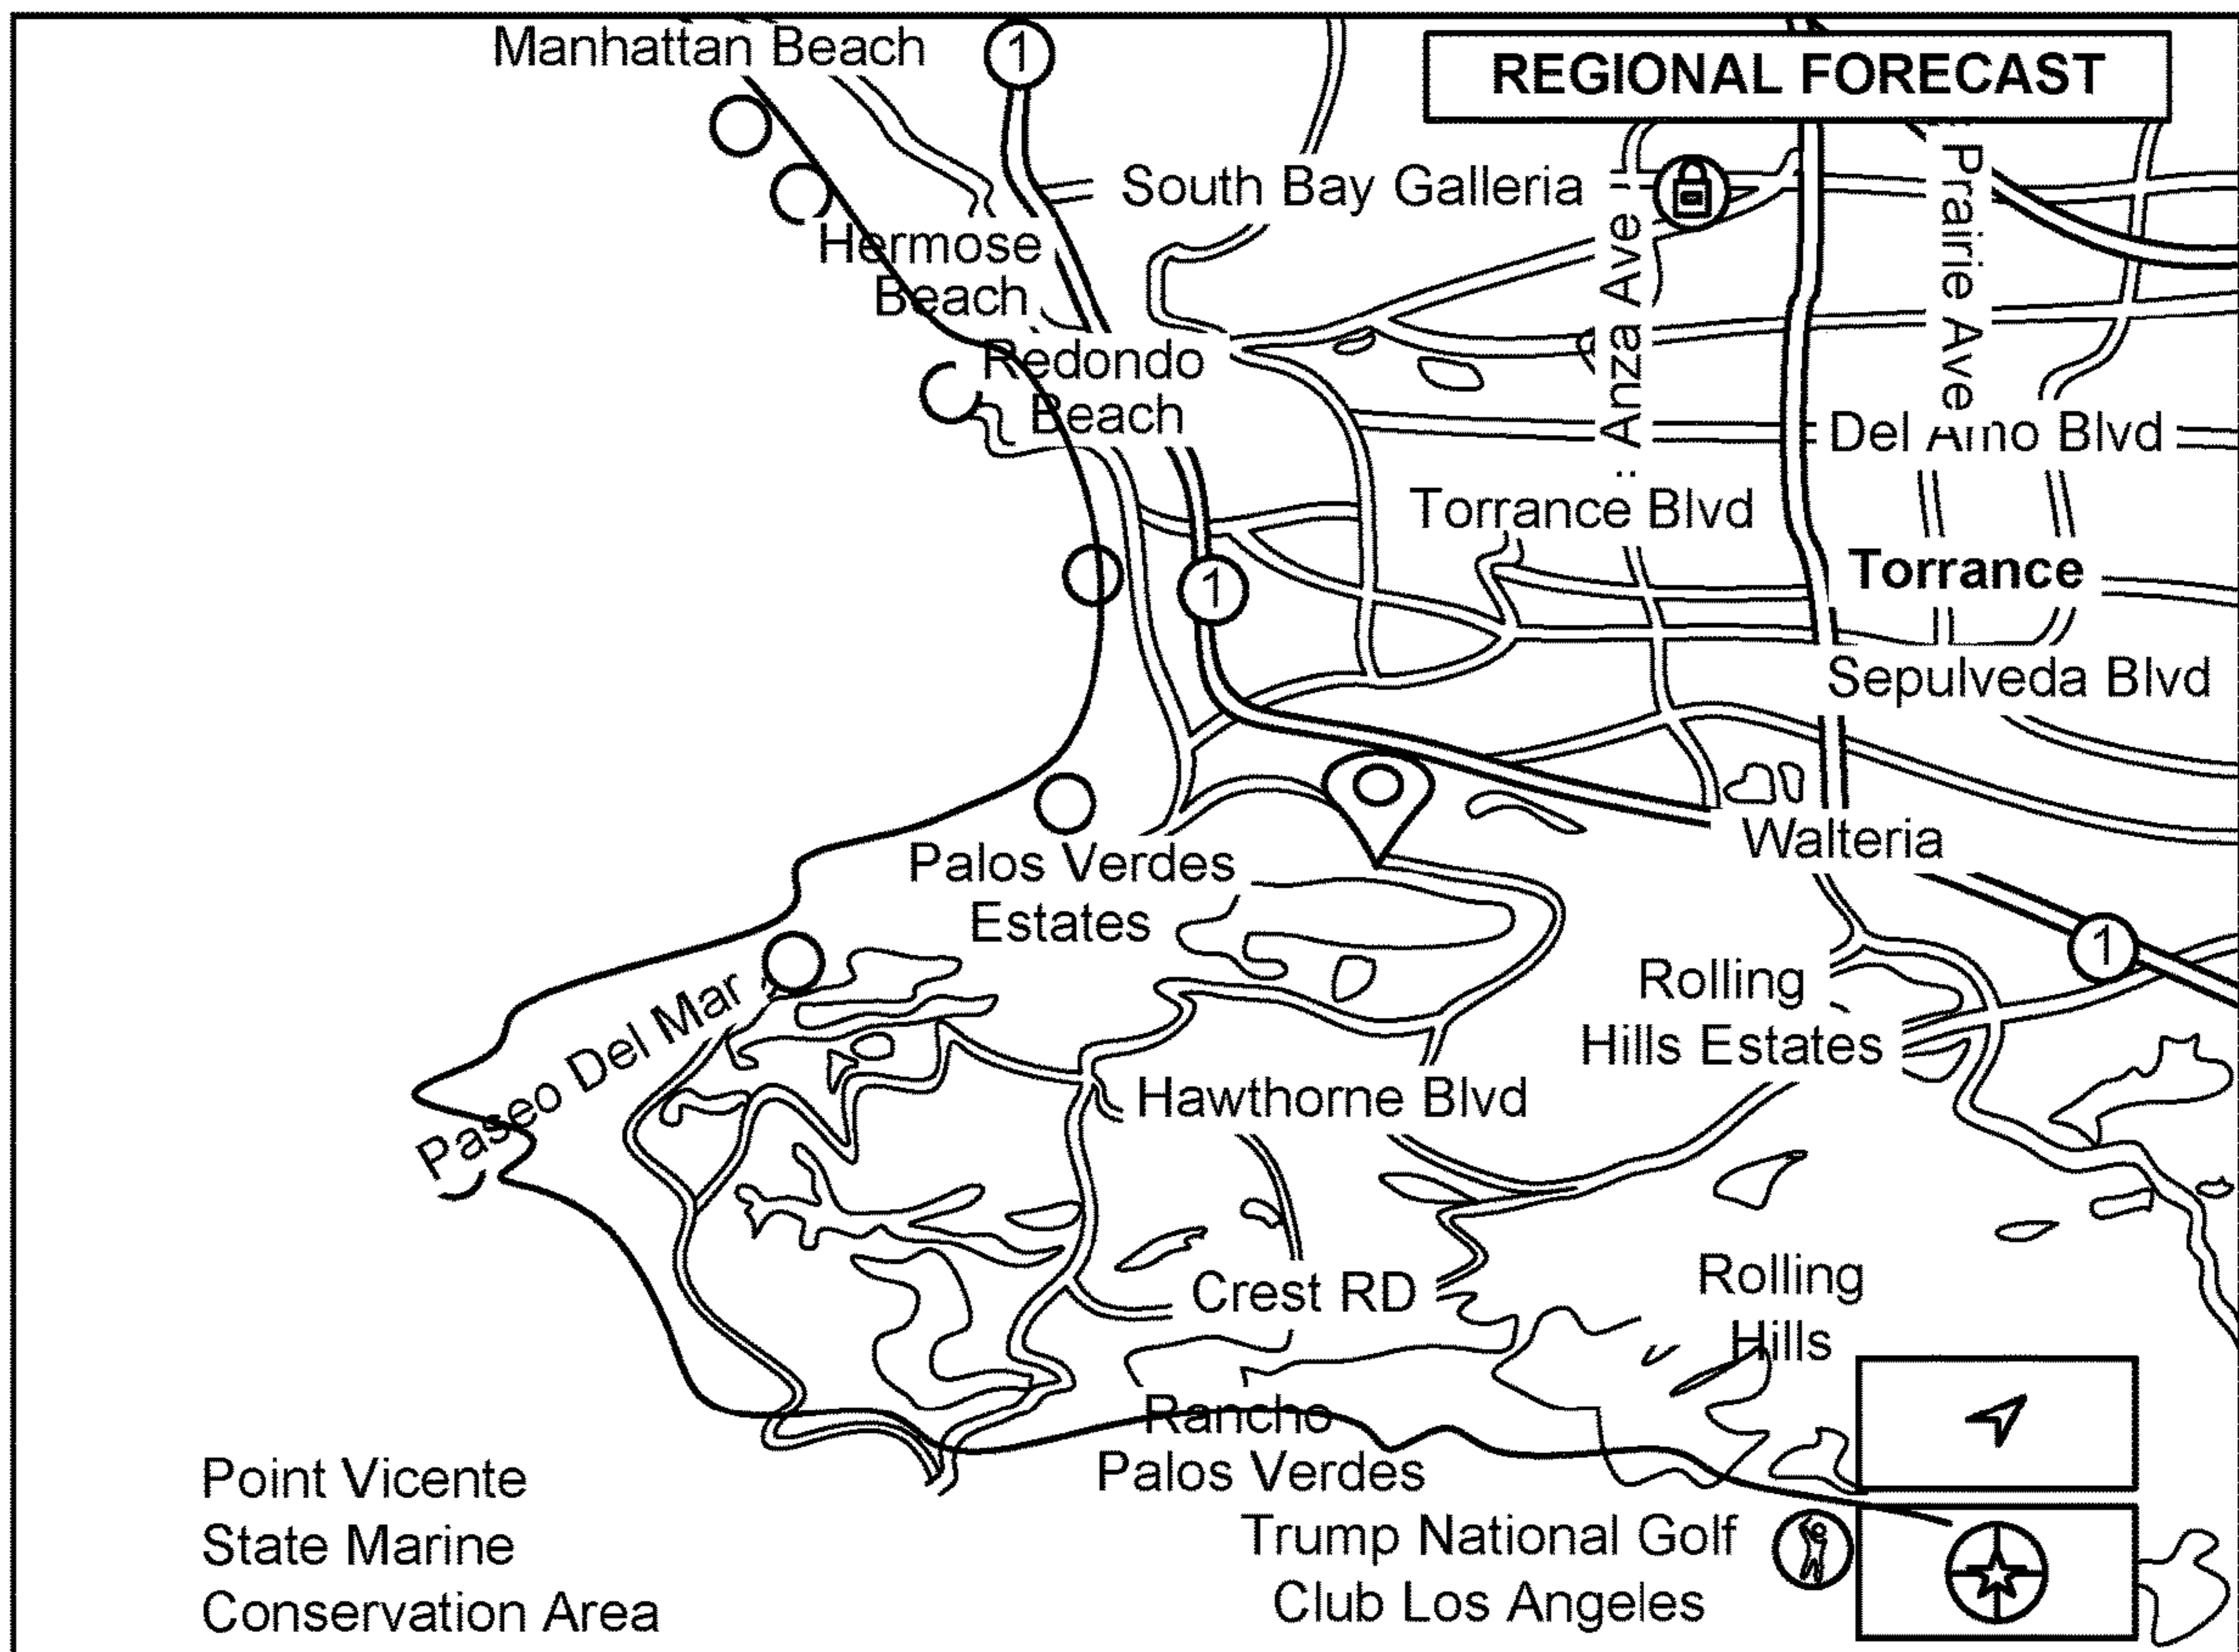 Manhattan Beach
1
REGIONAL FORECAST
South Bay Galleria
Prairie Ave
Anza Ave
Hermose
Beach
Redondo
Beach
Del Amo Blvd
Torrance Blvd
Torrance
1
Sepulveda Blvd
Walteria
Palos Verdes
Estates
1
Rolling
Hills Estates
Paseo Del Mar
Hawthorne Blvd
Crest RD
Rolling
Hills
Rancho
Palos Verdes
Point Vicente
State Marine
Conservation Area
Trump National Golf
Club Los Angeles